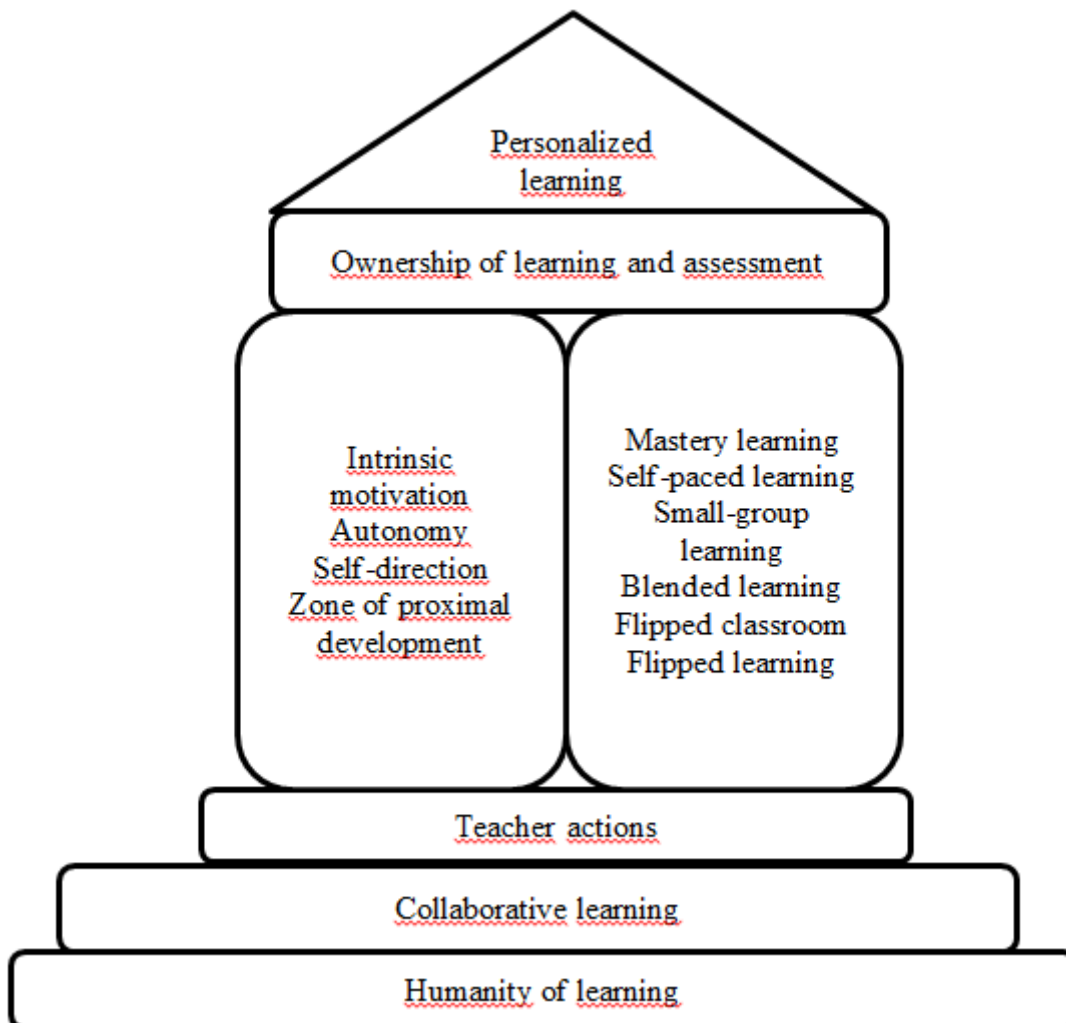 Personalized
learning
Ownership of learning and assessment
Intrinsic
motivation
Autonomy
Self-direction
Zone of proximal
development
Mastery learning
Self-paced learning
Small-group
learning
Blended learning
Flipped classroom
Flipped learning
Teacher actions
Collaborative learning
Humanity of learning